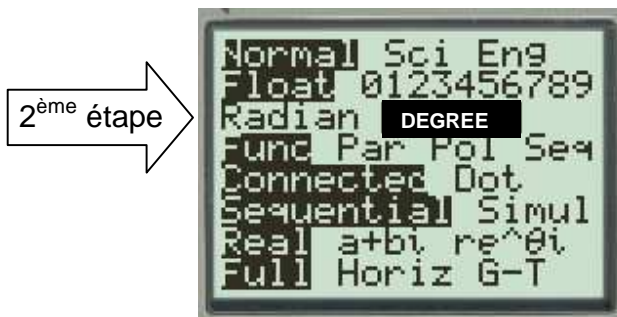 2ème étape
Normal Sci Eng
Float 0123456789
Radian DEGREE
Func Par Pol Seq
Connected Dot
Sequential Simul
Real a+bi re^θi
Full Horiz G-T